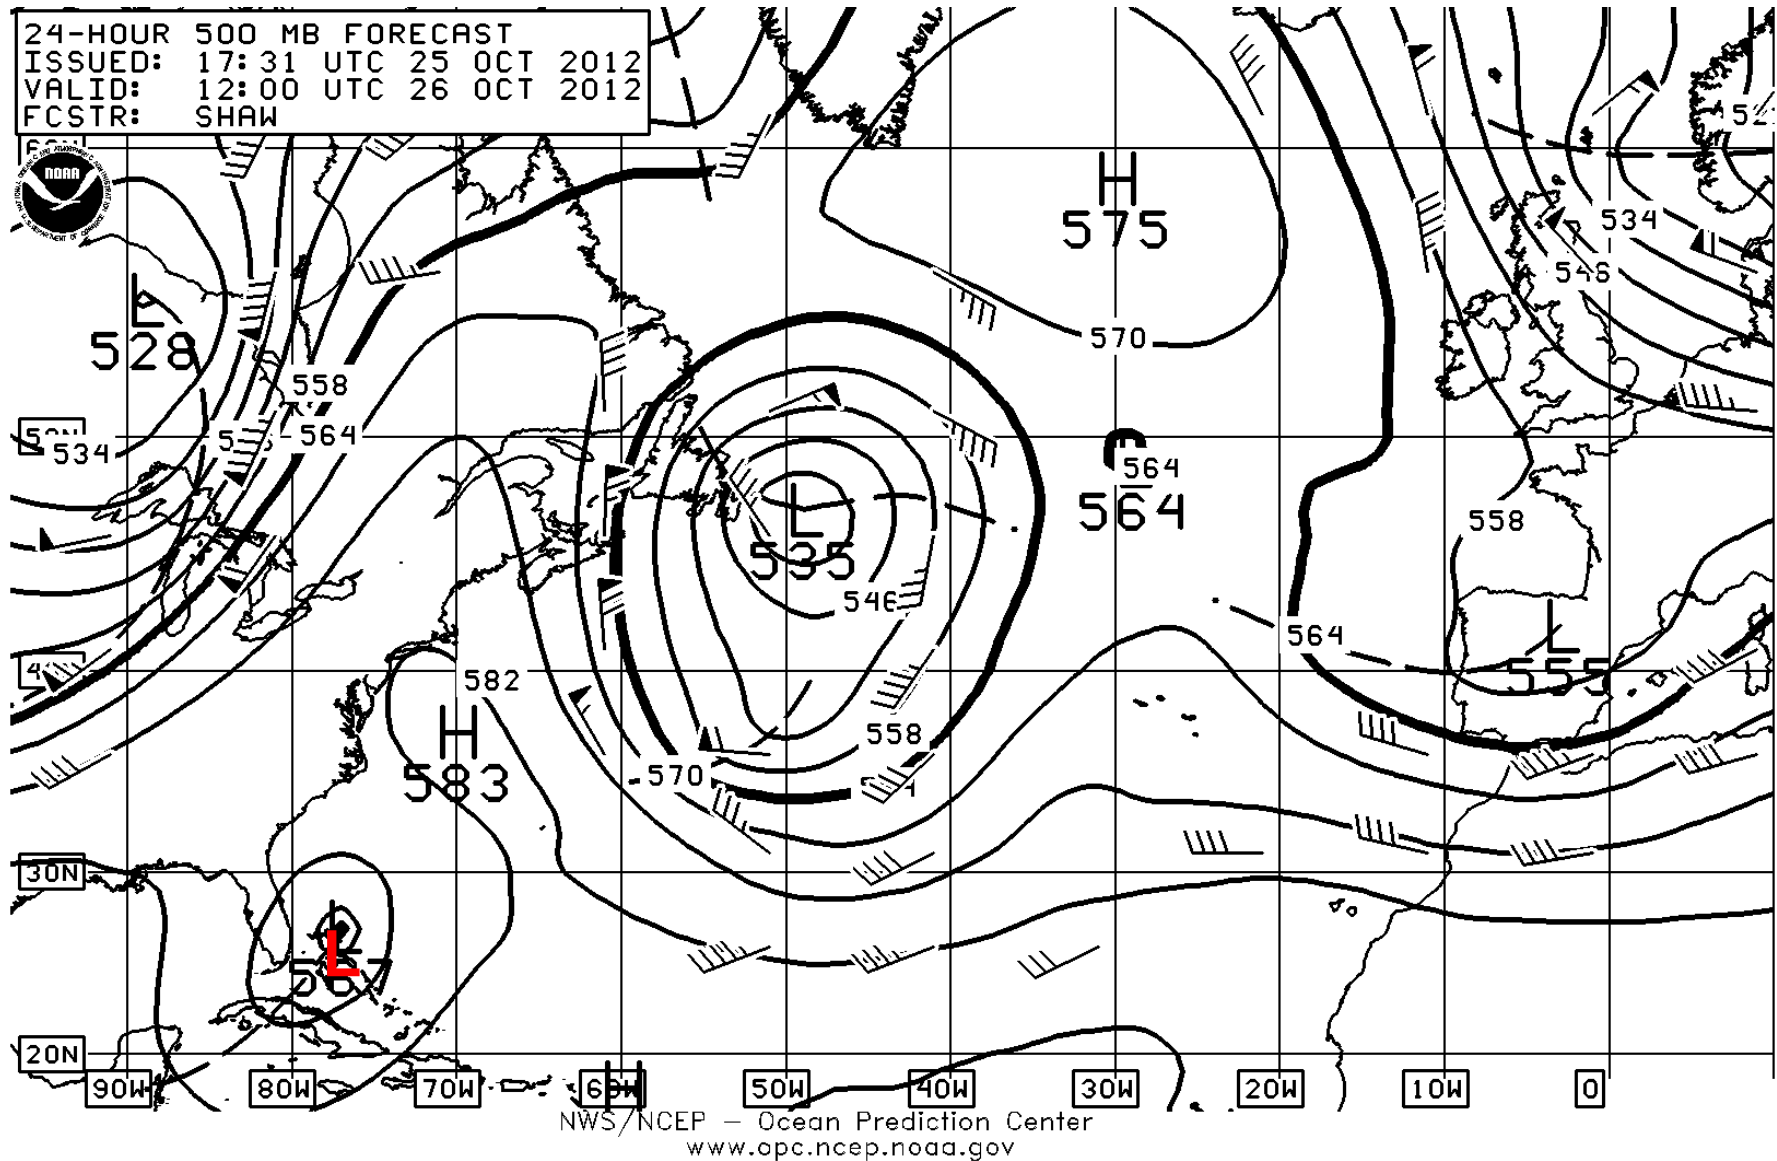 24-HOUR 500 MB FORECAST
ISSUED: 17:31 UTC 25 OCT 2012
VALID: 12:00 UTC 26 OCT 2012
FCSTR: SHAW
NOAA
H
575
534
546
L
528
570
558
564
534
564
564
L
535
558
546
564
L
555
582
H
583
558
570
30N
L
L
20N
90W
80W
70W
60W
H
50W
40W
30W
20W
10W
0
NWS/NCEP – Ocean Prediction Center
www.opc.ncep.noaa.gov